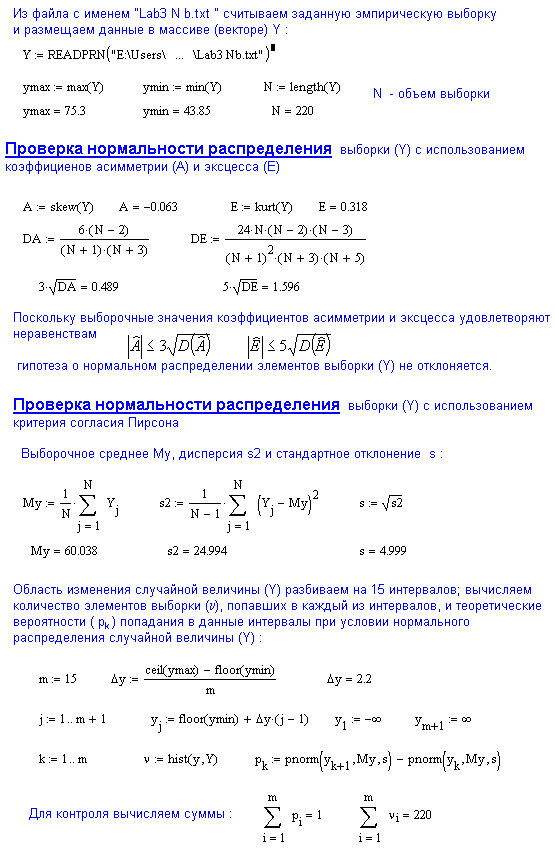 Из файла с именем "Lab3 N b.txt " считываем заданную эмпирическую выборку
и размещаем данные в массиве (векторе) Y :
Y := READPRN("E:\Users\ ... \Lab3 Nb.txt")
ymax := max(Y) ymin := min(Y) N := length(Y)
N - объем выборки
ymax = 75.3 ymin = 43.85 N = 220
Проверка нормальности распределения выборки (Y) с использованием
коэффициенов асимметрии (A) и эксцесса (E)
A := skew(Y) A = −0.063 E := kurt(Y) E = 0.318
DA := 6·(N − 2) / (N + 1)·(N + 3) DE := 24·N·(N − 2)·(N − 3) / (N + 1)²·(N + 3)·(N + 5)
3·√DA = 0.489 5·√DE = 1.596
Поскольку выборочные значения коэффициентов асимметрии и эксцесса удовлетворяют
неравенствам |Â| ≤ 3√D(Â) |Ê| ≤ 5√D(Ê)
гипотеза о нормальном распределении элементов выборки (Y) не отклоняется.
Проверка нормальности распределения выборки (Y) с использованием
критерия согласия Пирсона
Выборочное среднее My, дисперсия s2 и стандартное отклонение s :
My := 1/N · ∑ j = 1 N Yj s2 := 1/(N − 1) · ∑ j = 1 N (Yj − My)² s := √s2
My = 60.038 s2 = 24.994 s = 4.999
Область изменения случайной величины (Y) разбиваем на 15 интервалов; вычисляем
количество элементов выборки (ν), попавших в каждый из интервалов, и теоретические
вероятности ( pk ) попадания в данные интервалы при условии нормального
распределения случайной величины (Y) :
m := 15 Δy := ceil(ymax) − floor(ymin) / m Δy = 2.2
j := 1.. m + 1 yj := floor(ymin) + Δy·(j − 1) y1 := −∞ ym+1 := ∞
k := 1.. m ν := hist(y,Y) pk := pnorm(yk+1, My, s) − pnorm(yk, My, s)
Для контроля вычисляем суммы : ∑ i = 1 m pi = 1 ∑ i = 1 m νi = 220